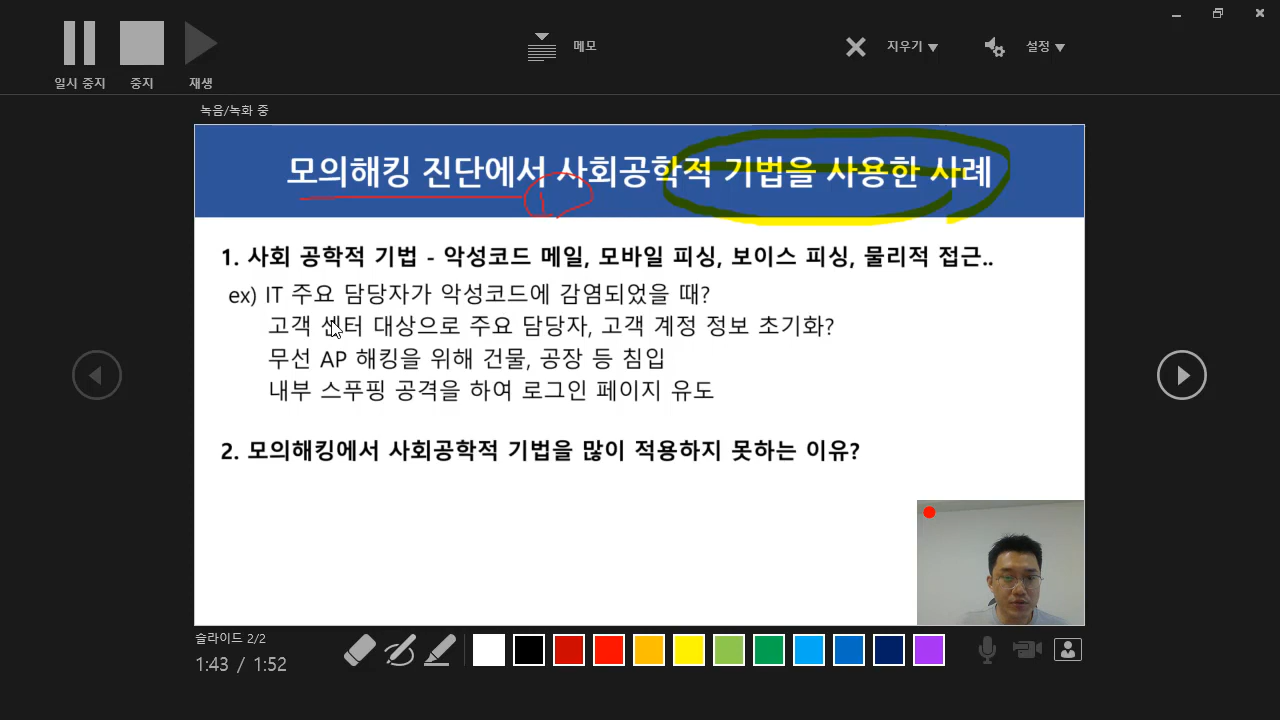 일시 중지
중지
재생
메모
지우기
설정
녹음/녹화 중
모의해킹 진단에서 사회공학적 기법을 사용한 사례
1. 사회 공학적 기법 - 악성코드 메일, 모바일 피싱, 보이스 피싱, 물리적 접근..
ex) IT 주요 담당자가 악성코드에 감염되었을 때?
고객 센터 대상으로 주요 담당자, 고객 계정 정보 초기화?
무선 AP 해킹을 위해 건물, 공장 등 침입
내부 스푸핑 공격을 하여 로그인 페이지 유도
2. 모의해킹에서 사회공학적 기법을 많이 적용하지 못하는 이유?
슬라이드 2/2
1:43 / 1:52